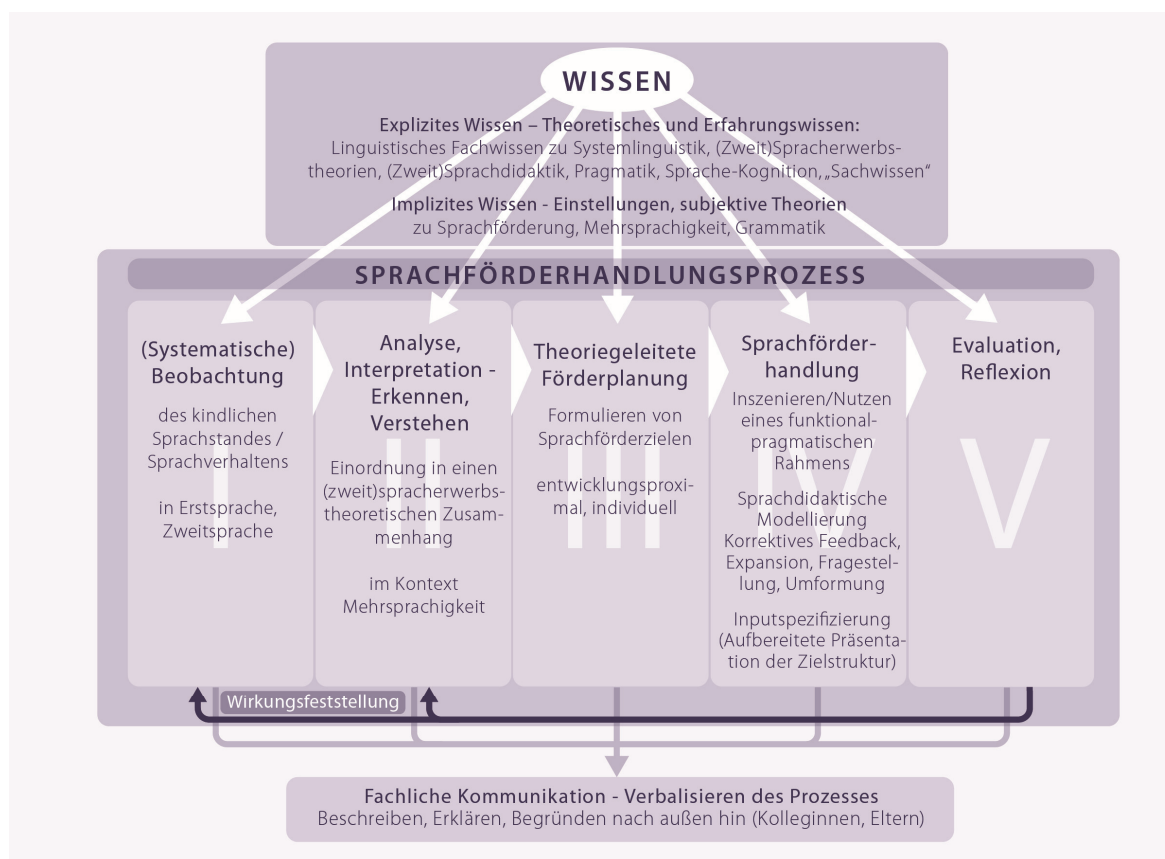 WISSEN
Explizites Wissen – Theoretisches und Erfahrungswissen:
Linguistisches Fachwissen zu Systemlinguistik, (Zweit)Spracherwerbs-
theorien, (Zweit)Sprachdidaktik, Pragmatik, Sprache-Kognition, „Sachwissen“
Implizites Wissen - Einstellungen, subjektive Theorien
zu Sprachförderung, Mehrsprachigkeit, Grammatik
SPRACHFÖRDERHANDLUNGSPROZESS
(Systematische)
Beobachtung
des kindlichen
Sprachstandes /
Sprachverhaltens
in Erstsprache,
Zweitsprache
I
Analyse,
Interpretation -
Erkennen,
Verstehen
Einordnung in einen
(zweit)spracherwerbs-
theoretischen Zusam-
menhang
im Kontext
Mehrsprachigkeit
II
Theoriegeleitete
Förderplanung
Formulieren von
Sprachförderzielen
entwicklungsproxi-
mal, individuell
III
Sprachförder-
handlung
Inszenieren/Nutzen
eines funktional-
pragmatischen
Rahmens
Sprachdidaktische
Modellierung
Korrektives Feedback,
Expansion, Fragestel-
lung, Umformung
Inputspezifizierung
(Aufbereitete Präsenta-
tion der Zielstruktur)
IV
Evaluation,
Reflexion
V
Wirkungsfeststellung
Fachliche Kommunikation - Verbalisieren des Prozesses
Beschreiben, Erklären, Begründen nach außen hin (Kolleginnen, Eltern)